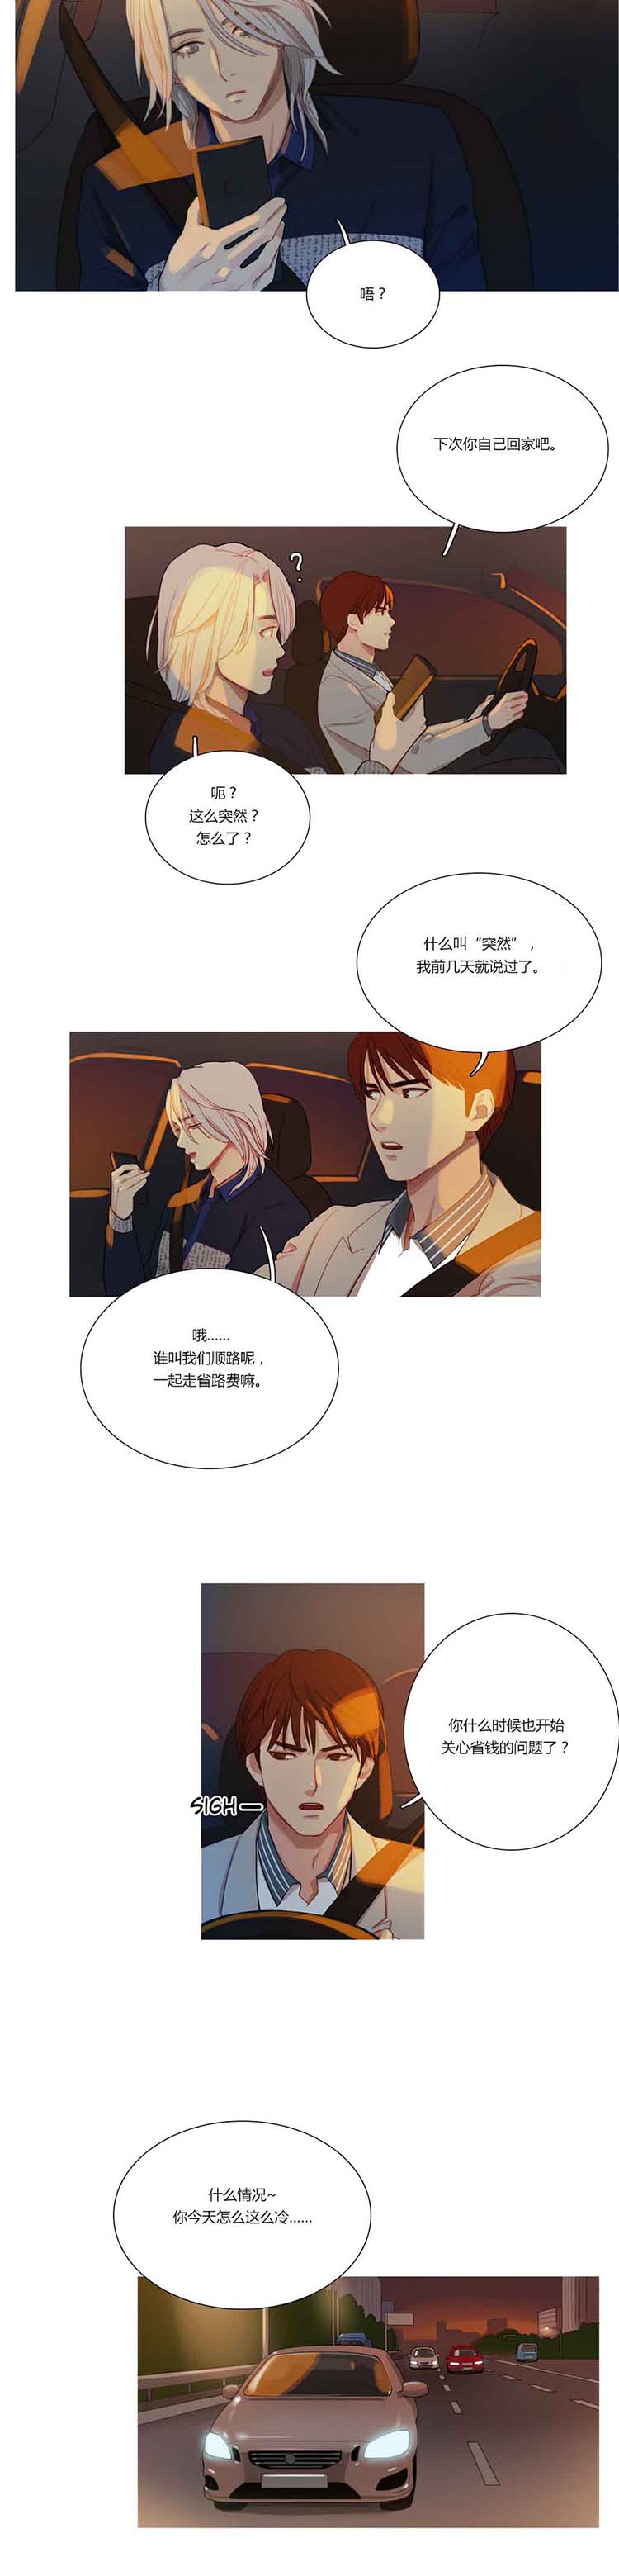 唔？
下次你自己回家吧。
?
呃？
这么突然？
怎么了？
什么叫“突然”，
我前几天就说过了。
哦……
谁叫我们顺路呢，
一起走省路费嘛。
你什么时候也开始
关心省钱的问题了？
SIGH—
什么情况~
你今天怎么这么冷……